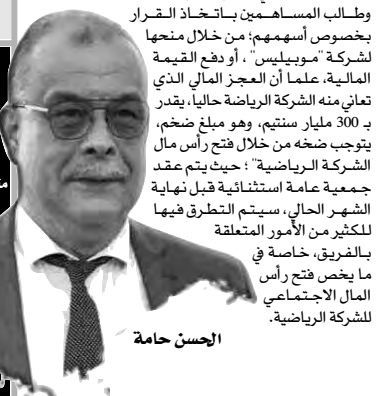 وطالب المساهمين باتخاذ القرار
بخصوص أسهمهم؛ من خلال منحها
لشركة "موبيليس"، أو دفع القيمة
المالية، علما أن العجز المالي الذي
تعاني منه الشركة الرياضة حاليا، يقدر
بـ 300 مليار سنتيم، وهو مبلغ ضخم،
يتوجب ضخه من خلال فتح رأس مال
الشركة الرياضية"؛ حيث يتم عقد
جمعية عامة استثنائية قبل نهاية
الشهر الحالي، سيتم التطرق فيها
للكثير من الأمور المتعلقة
بالفريق، خاصة في
ما يخص فتح رأس
المال الاجتماعي
للشركة الرياضية.
الحسن حامة